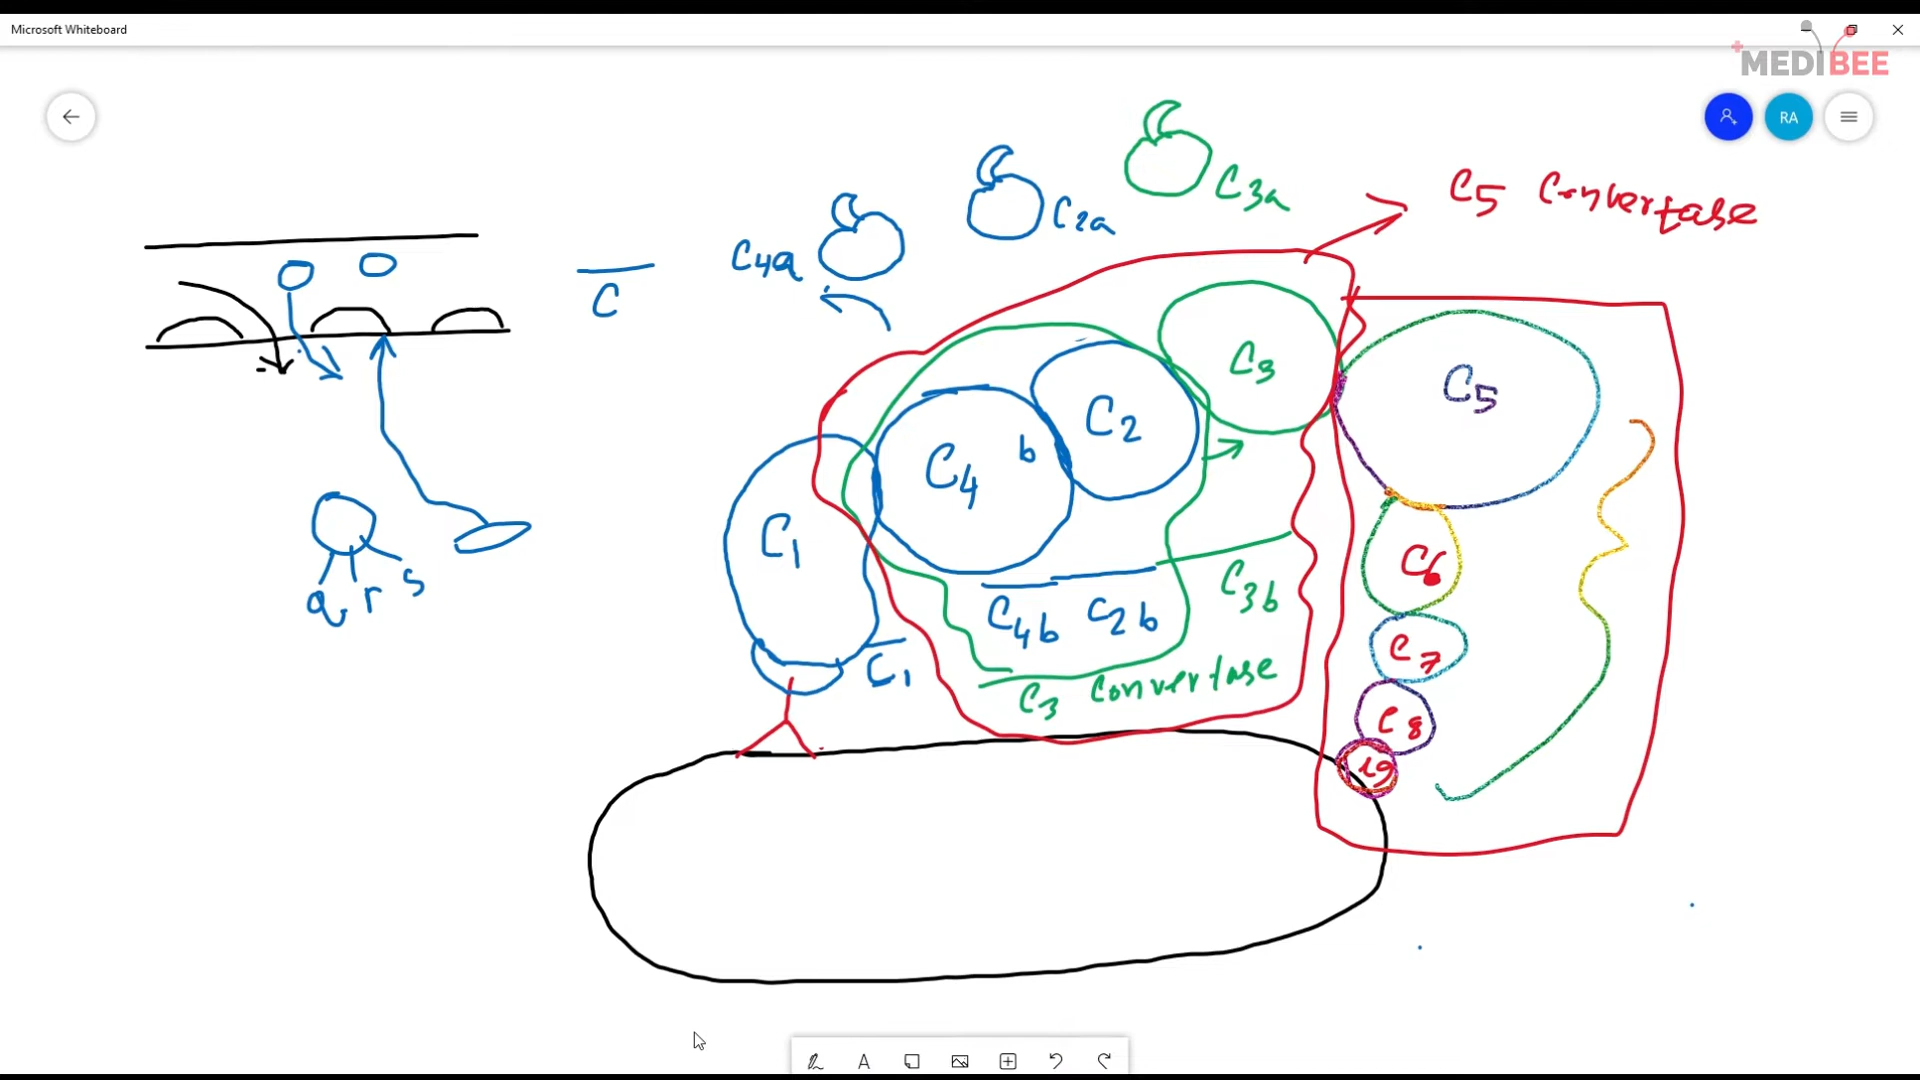 Microsoft Whiteboard
MEDIBEE
RA
C3a
C5 Convertase
C2a
C4a
C
C3
C5
C2
C4 b
C1
C6
q r s
C4b C2b C3b
C1
C7
C3 Convertase
C8
C9
A